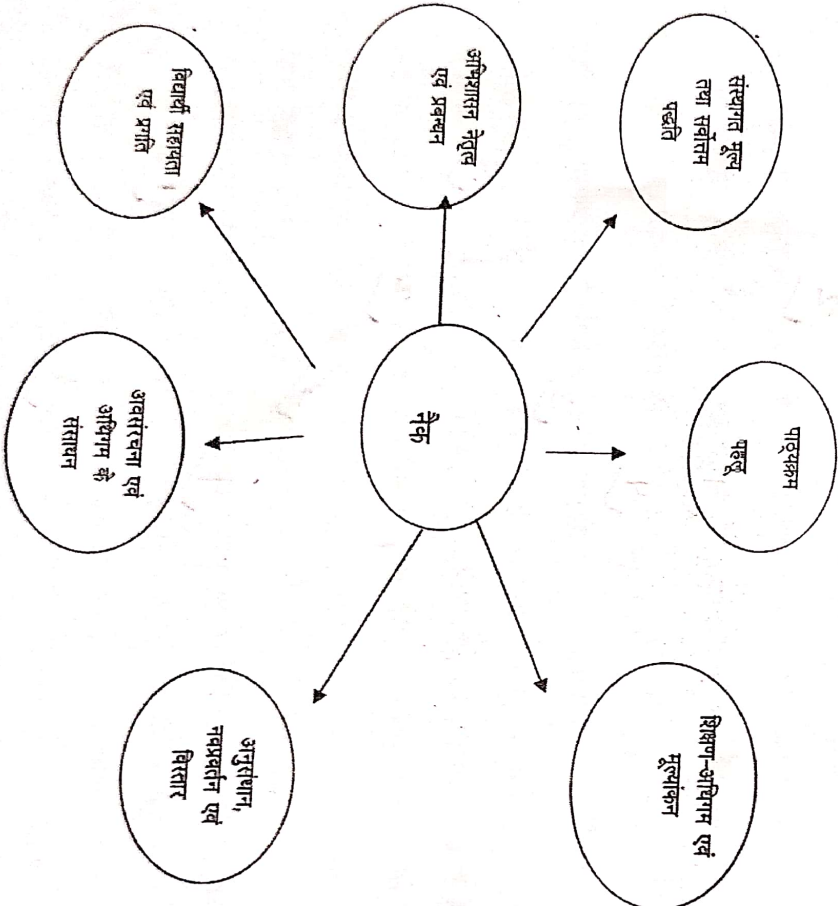 पाठ्यक्रम
पहलू
संस्थागत मूल्य
तथा सर्वोत्तम
पद्धति
शिक्षण-अधिगम एवं
मूल्यांकन
अभिशासन नेतृत्व
एवं प्रबन्धन
नैक
विद्यार्थी सहायता
एवं प्रगति
अवसंरचना एवं
अधिगम के
संसाधन
अनुसंधान,
नवप्रवर्तन एवं
विस्तार